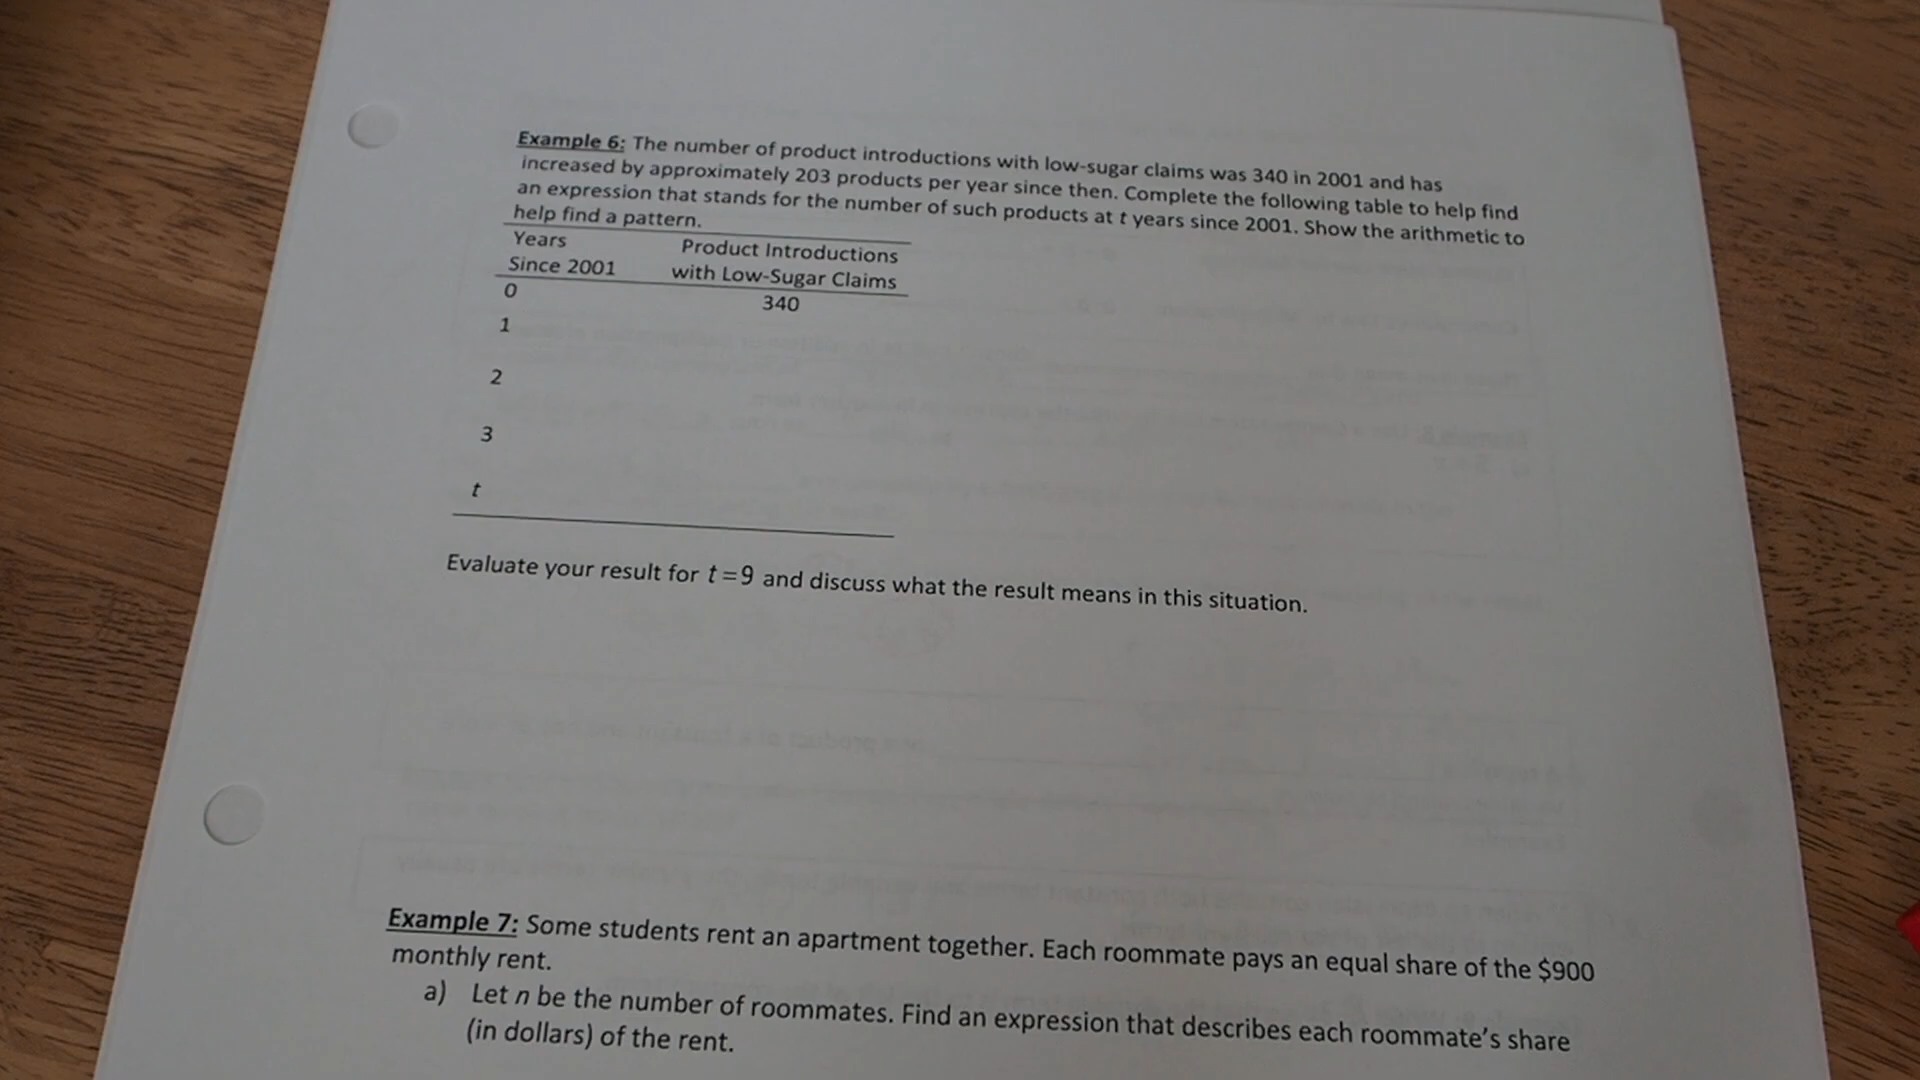 Example 6: The number of product introductions with low-sugar claims was 340 in 2001 and has
increased by approximately 203 products per year since then. Complete the following table to help find
an expression that stands for the number of such products at t years since 2001. Show the arithmetic to
help find a pattern.
Years Product Introductions
Since 2001 with Low-Sugar Claims
0 340
1
2
3
t
Evaluate your result for t=9 and discuss what the result means in this situation.
Example 7: Some students rent an apartment together. Each roommate pays an equal share of the $900
monthly rent.
a) Let n be the number of roommates. Find an expression that describes each roommate's share
(in dollars) of the rent.